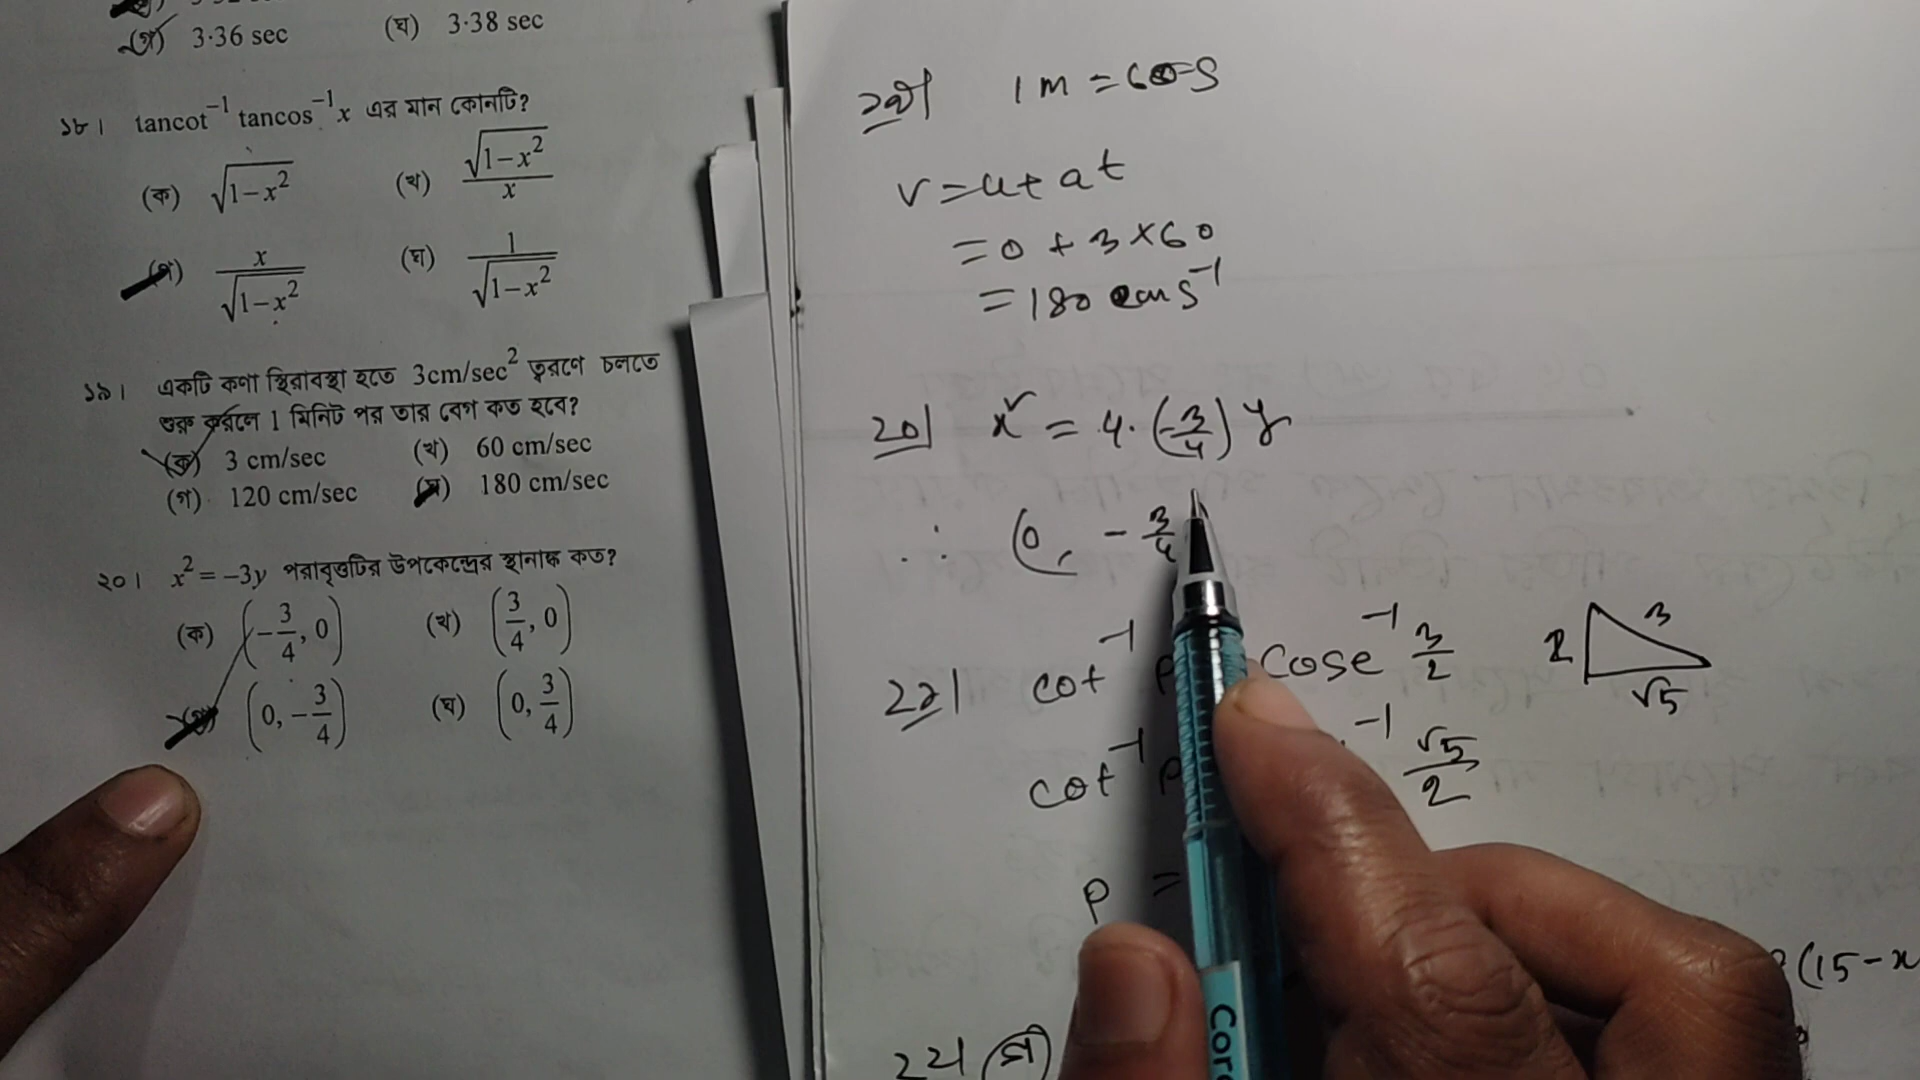 (গ) 3·36 sec (ঘ) 3·38 sec
১৮। tancot⁻¹ tancos⁻¹x এর মান কোনটি?
(ক) √(1−x²) (খ) √(1−x²)/x
(গ) x/√(1−x²) (ঘ) 1/√(1−x²)
১৯। একটি কণা স্থিরাবস্থা হতে 3cm/sec² ত্বরণে চলতে
শুরু করলে 1 মিনিট পর তার বেগ কত হবে?
(ক) 3 cm/sec (খ) 60 cm/sec
(গ) 120 cm/sec (ঘ) 180 cm/sec
২০। x² = −3y পরাবৃত্তটির উপকেন্দ্রের স্থানাঙ্ক কত?
(ক) (−3/4, 0) (খ) (3/4, 0)
(গ) (0, −3/4) (ঘ) (0, 3/4)
১৯। 1 m = 60 s
v = u + at
= 0 + 3×60
= 180 cm s⁻¹
২০। x² = 4·(−3/4) y
∴ (0, −3/4
২১। cot⁻¹ p cosec⁻¹ 3/2 2 3 √5
cot⁻¹ p ⁻¹ √5/2
p =
(15−x
২২। (গ)